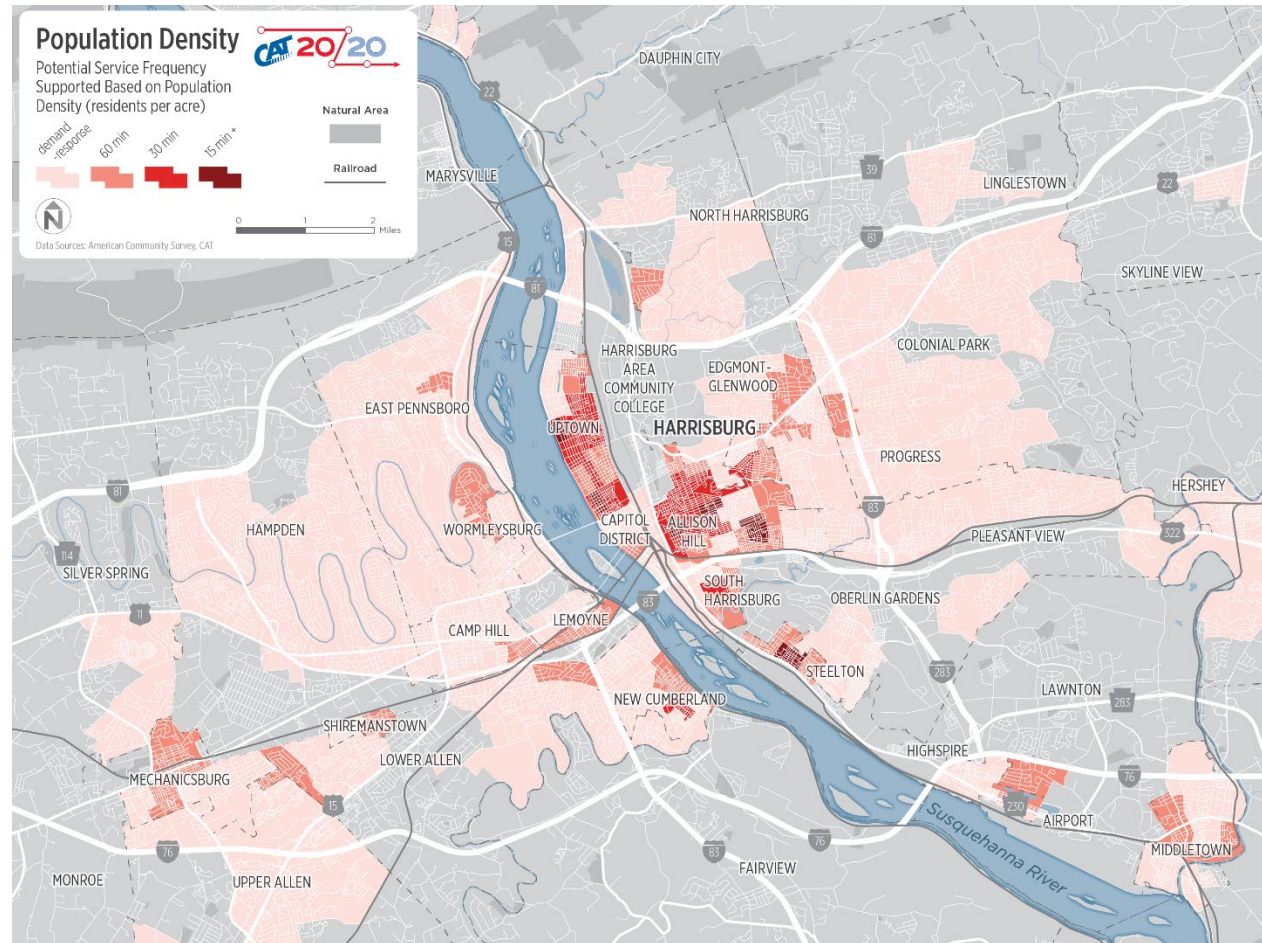 Population Density
CAT 20/20
Potential Service Frequency
Supported Based on Population
Density (residents per acre)
demand
-response
60 min
30 min
15 min +
Natural Area
Railroad
N
0 1 2 Miles
Data Sources: American Community Survey, CAT
DAUPHIN CITY
22
MARYSVILLE
39
LINGLESTOWN
22
NORTH HARRISBURG
15
81
SKYLINE VIEW
81
COLONIAL PARK
HARRISBURG
AREA
COMMUNITY
COLLEGE
EDGMONT-
GLENWOOD
EAST PENNSBORO
UPTOWN
HARRISBURG
PROGRESS
81
HERSHEY
83
HAMPDEN
WORMLEYSBURG
CAPITOL
DISTRICT
ALLISON
HILL
PLEASANT VIEW
322
114
SILVER SPRING
SOUTH
HARRISBURG
OBERLIN GARDENS
83
11
LEMOYNE
CAMP HILL
STEELTON
283
LAWNTON
283
NEW CUMBERLAND
SHIREMANSTOWN
LOWER ALLEN
HIGHSPIRE
76
MECHANICSBURG
15
230
AIRPORT
Susquehanna River
76
83
76
MIDDLETOWN
FAIRVIEW
MONROE
UPPER ALLEN